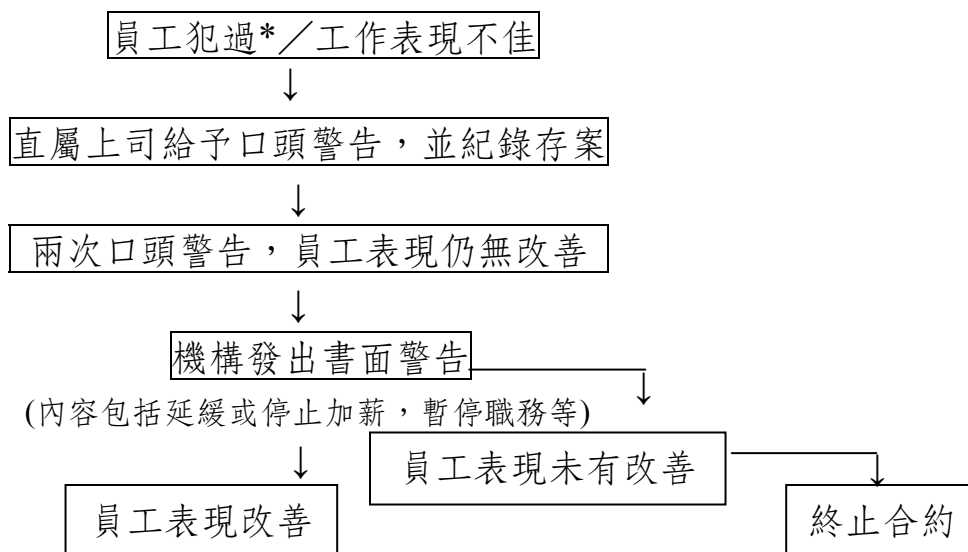 員工犯過*／工作表現不佳
↓
直屬上司給予口頭警告，並紀錄存案
↓
兩次口頭警告，員工表現仍無改善
↓
機構發出書面警告
↓
(內容包括延緩或停止加薪，暫停職務等)
↓
員工表現未有改善
↓
員工表現改善
終止合約